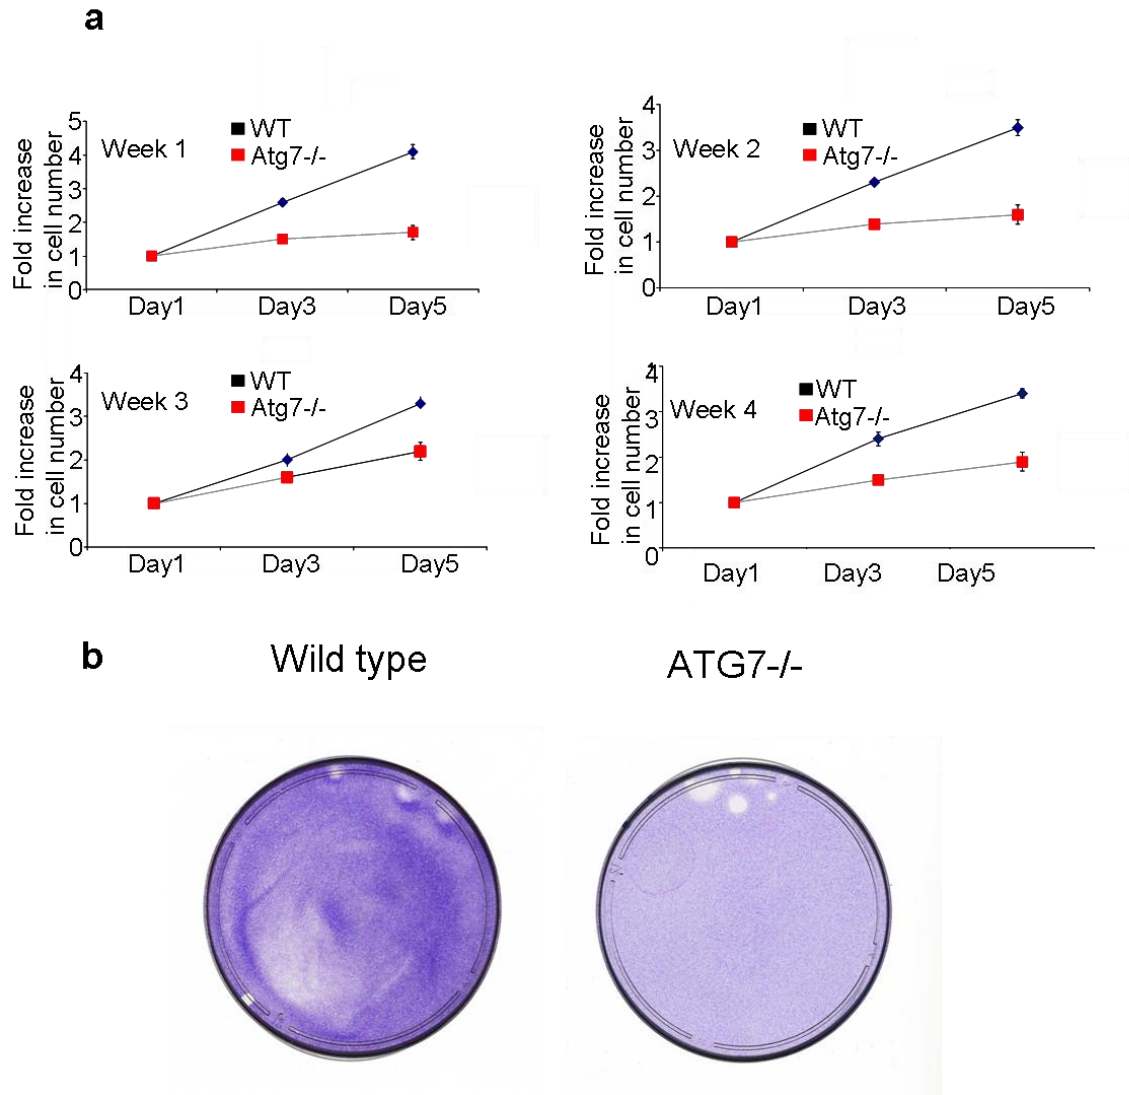 a
5
4
3
2
1
0
Fold increase
in cell number
Week 1
WT
Atg7-/-
Day1 Day3 Day5
4
3
2
1
0
Fold increase
in cell number
Week 2
WT
Atg7-/-
Day1 Day3 Day5
4
3
2
1
0
Fold increase
in cell number
Week 3
WT
Atg7-/-
Day1 Day3 Day5
4
3
2
1
0
Fold increase
in cell number
Week 4
WT
Atg7-/-
Day1 Day3 Day5
b
Wild type
ATG7-/-